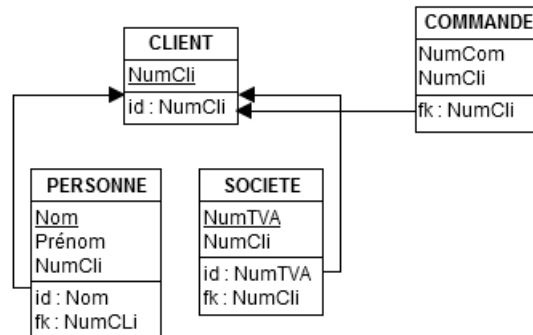 CLIENT
NumCli
id : NumCli
COMMANDE
NumCom
NumCli
fk : NumCli
PERSONNE
Nom
Prénom
NumCli
id : Nom
fk : NumCLi
SOCIETE
NumTVA
NumCli
id : NumTVA
fk : NumCli